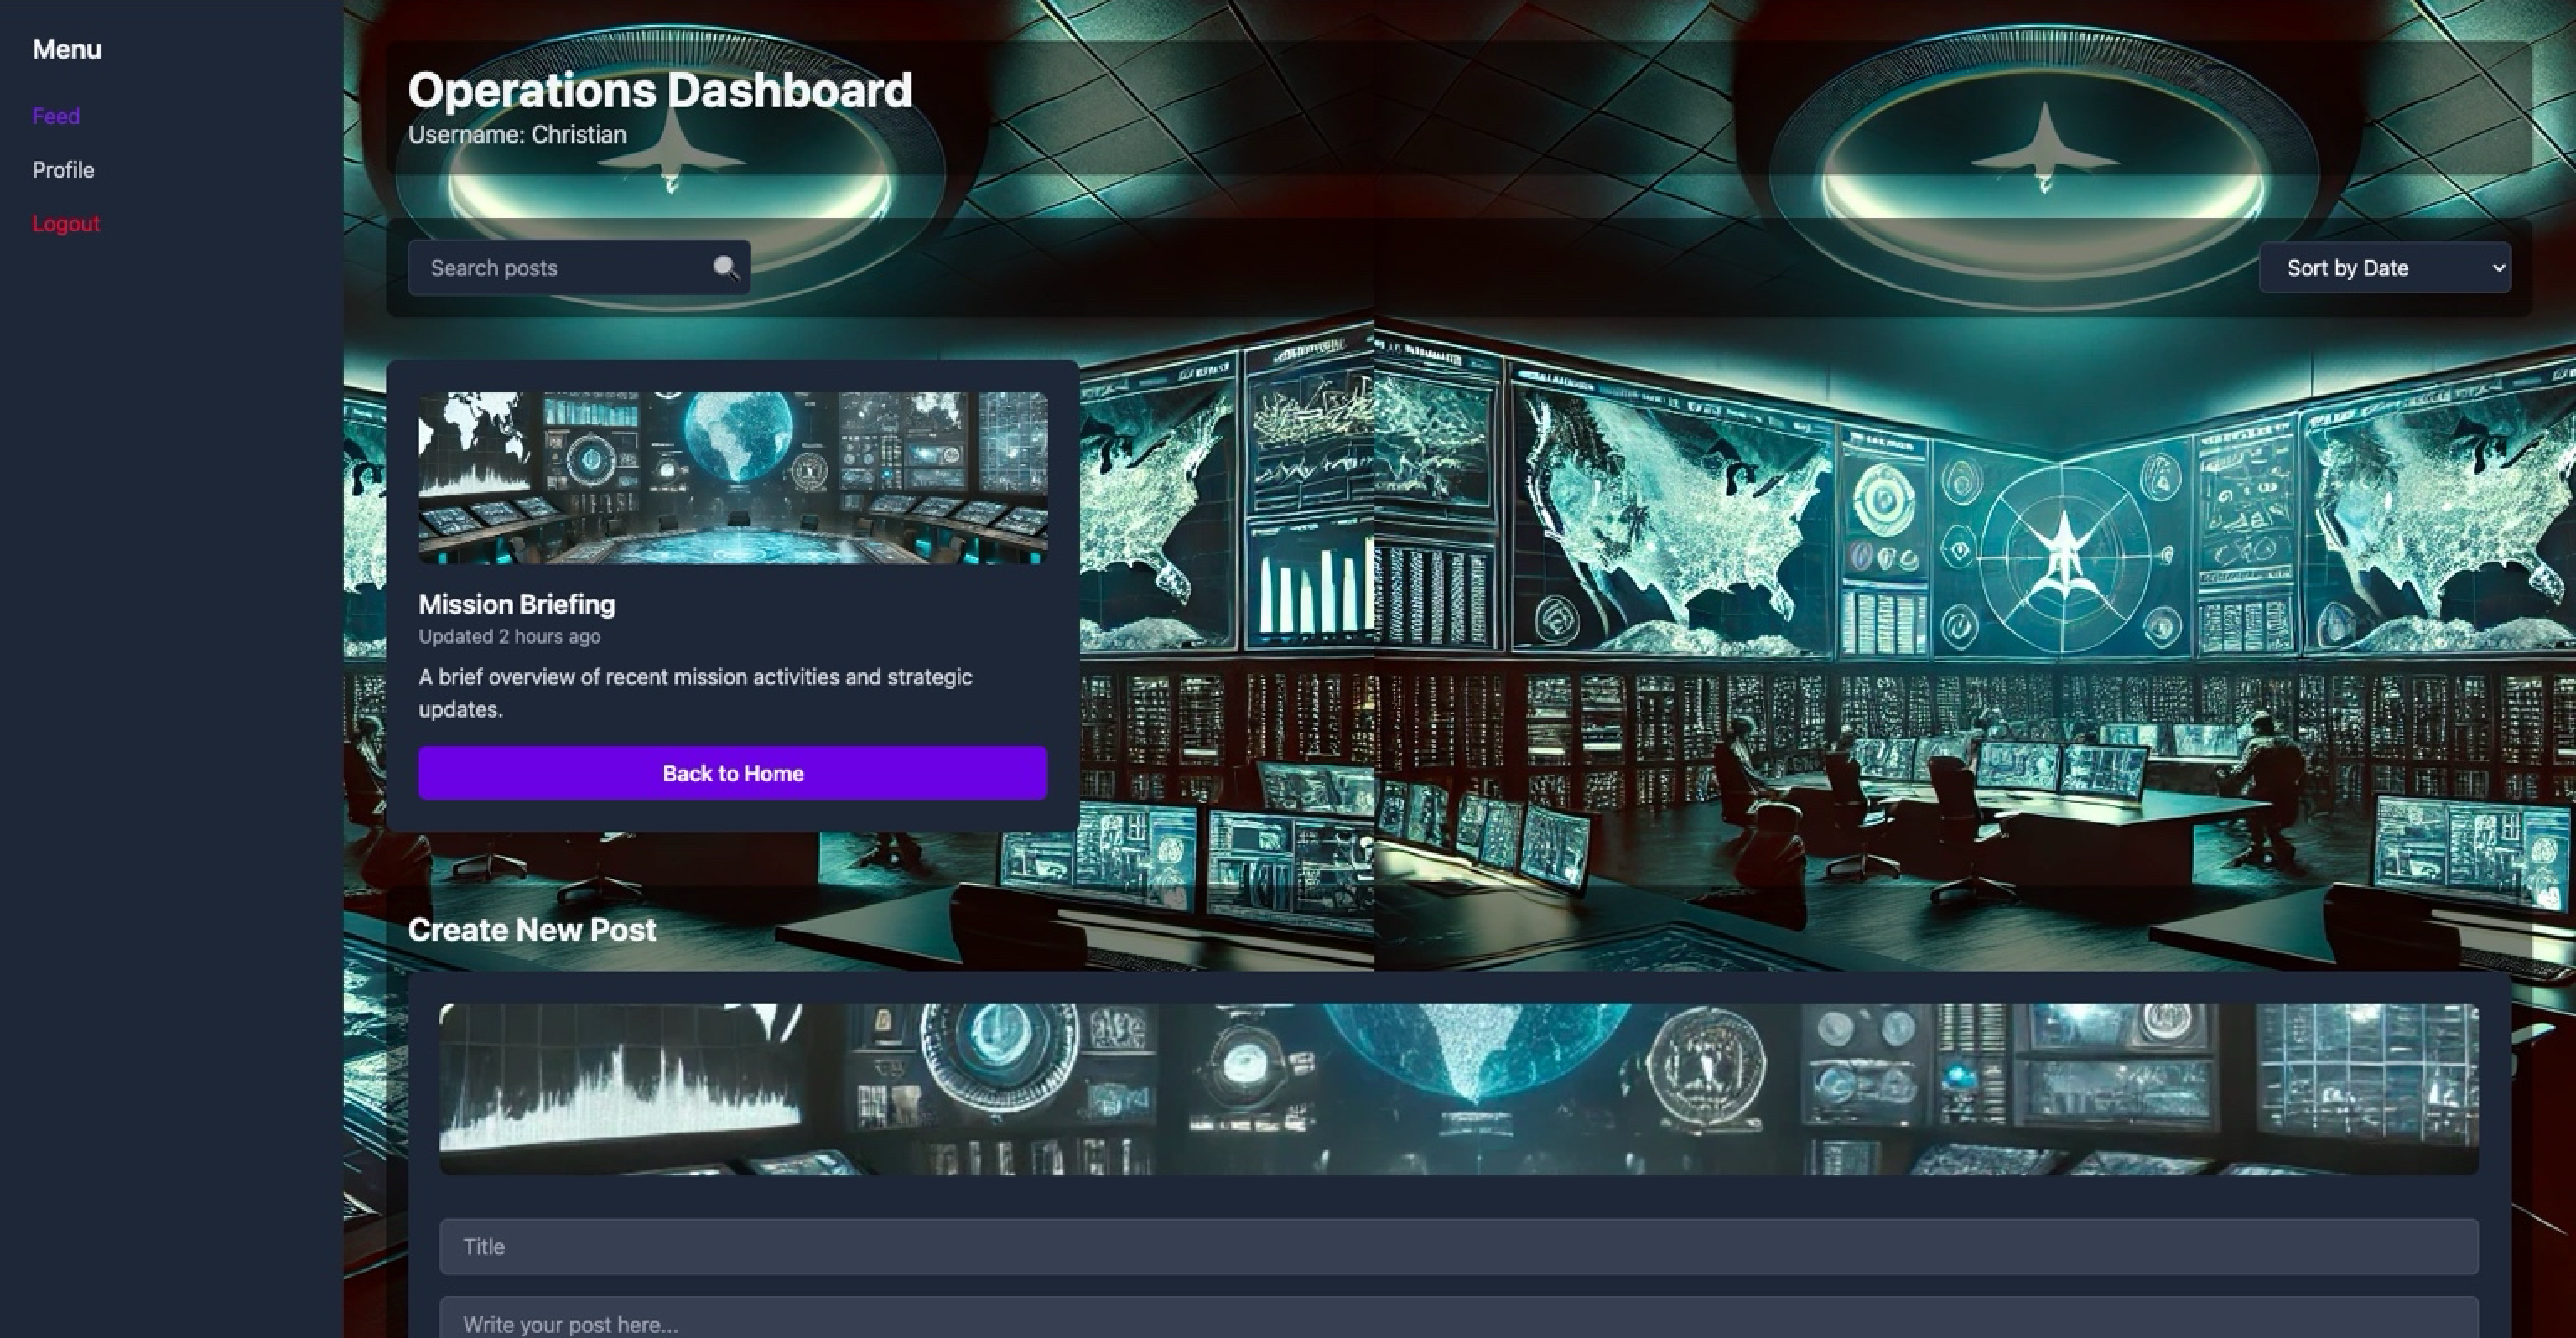 Menu
Feed
Profile
Logout
Operations Dashboard
Username: Christian
Search posts
Sort by Date
Mission Briefing
Updated 2 hours ago
A brief overview of recent mission activities and strategic
updates.
Back to Home
Create New Post
Title
Write your post here...